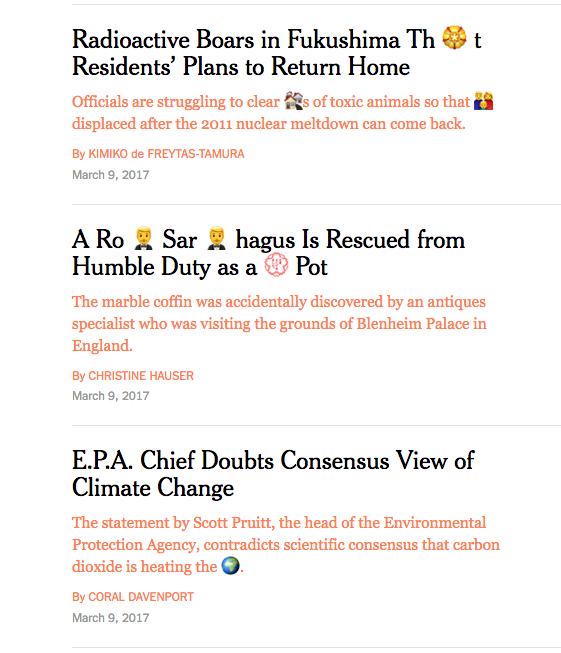 Radioactive Boars in Fukushima Th 🏵️ t
Residents’ Plans to Return Home
Officials are struggling to clear 🏘️s of toxic animals so that 👪
displaced after the 2011 nuclear meltdown can come back.
By KIMIKO de FREYTAS-TAMURA
March 9, 2017
A Ro 🤵 Sar 🤵 hagus Is Rescued from
Humble Duty as a 💮 Pot
The marble coffin was accidentally discovered by an antiques
specialist who was visiting the grounds of Blenheim Palace in
England.
By CHRISTINE HAUSER
March 9, 2017
E.P.A. Chief Doubts Consensus View of
Climate Change
The statement by Scott Pruitt, the head of the Environmental
Protection Agency, contradicts scientific consensus that carbon
dioxide is heating the 🌍.
By CORAL DAVENPORT
March 9, 2017